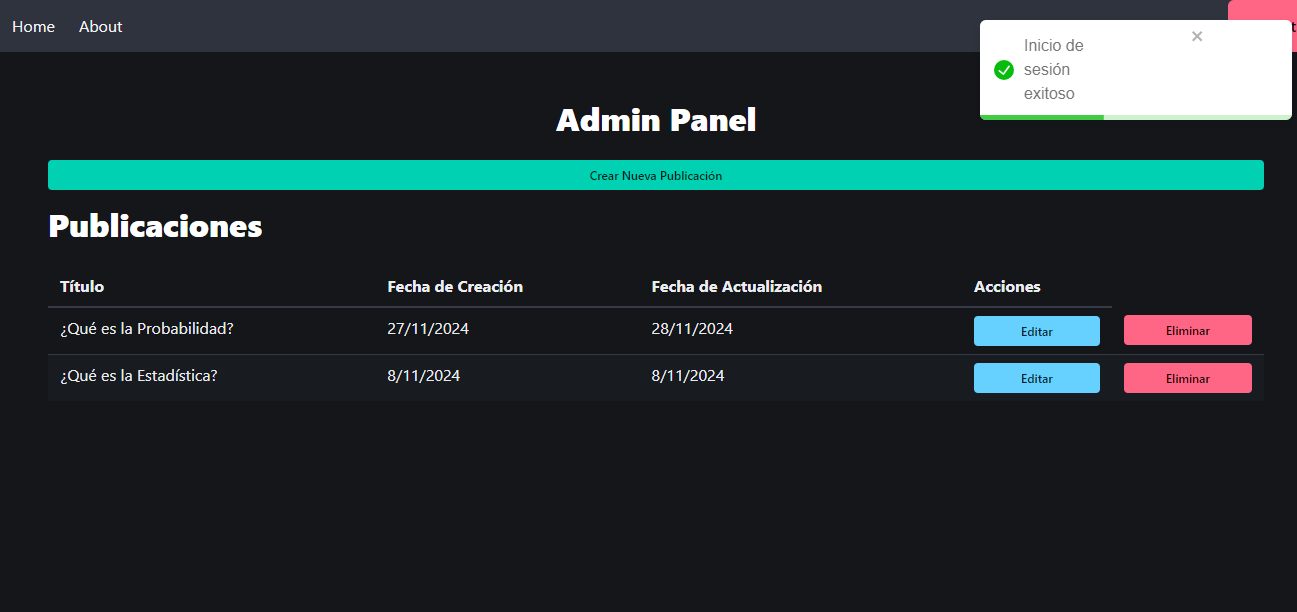 Home About
Inicio de
sesión
exitoso
Admin Panel
Crear Nueva Publicación
Publicaciones
Título Fecha de Creación Fecha de Actualización Acciones
¿Qué es la Probabilidad? 27/11/2024 28/11/2024 Editar Eliminar
¿Qué es la Estadística? 8/11/2024 8/11/2024 Editar Eliminar